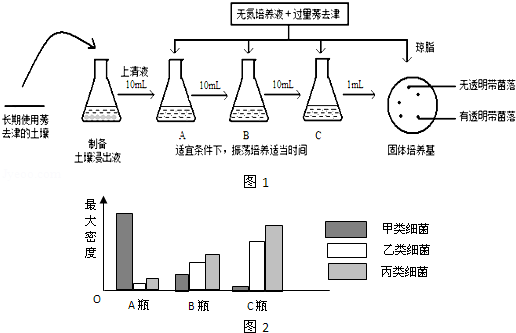 无氮培养液＋过量莠去津
琼脂
上清液
10mL
10mL
10mL
1mL
无透明带菌落
有透明带菌落
长期使用莠
去津的土壤
制备
土壤浸出液
A
B
C
适宜条件下，振荡培养适当时间
固体培养基
图 1
最大密度
甲类细菌
乙类细菌
丙类细菌
O
A 瓶
B 瓶
C 瓶
图 2